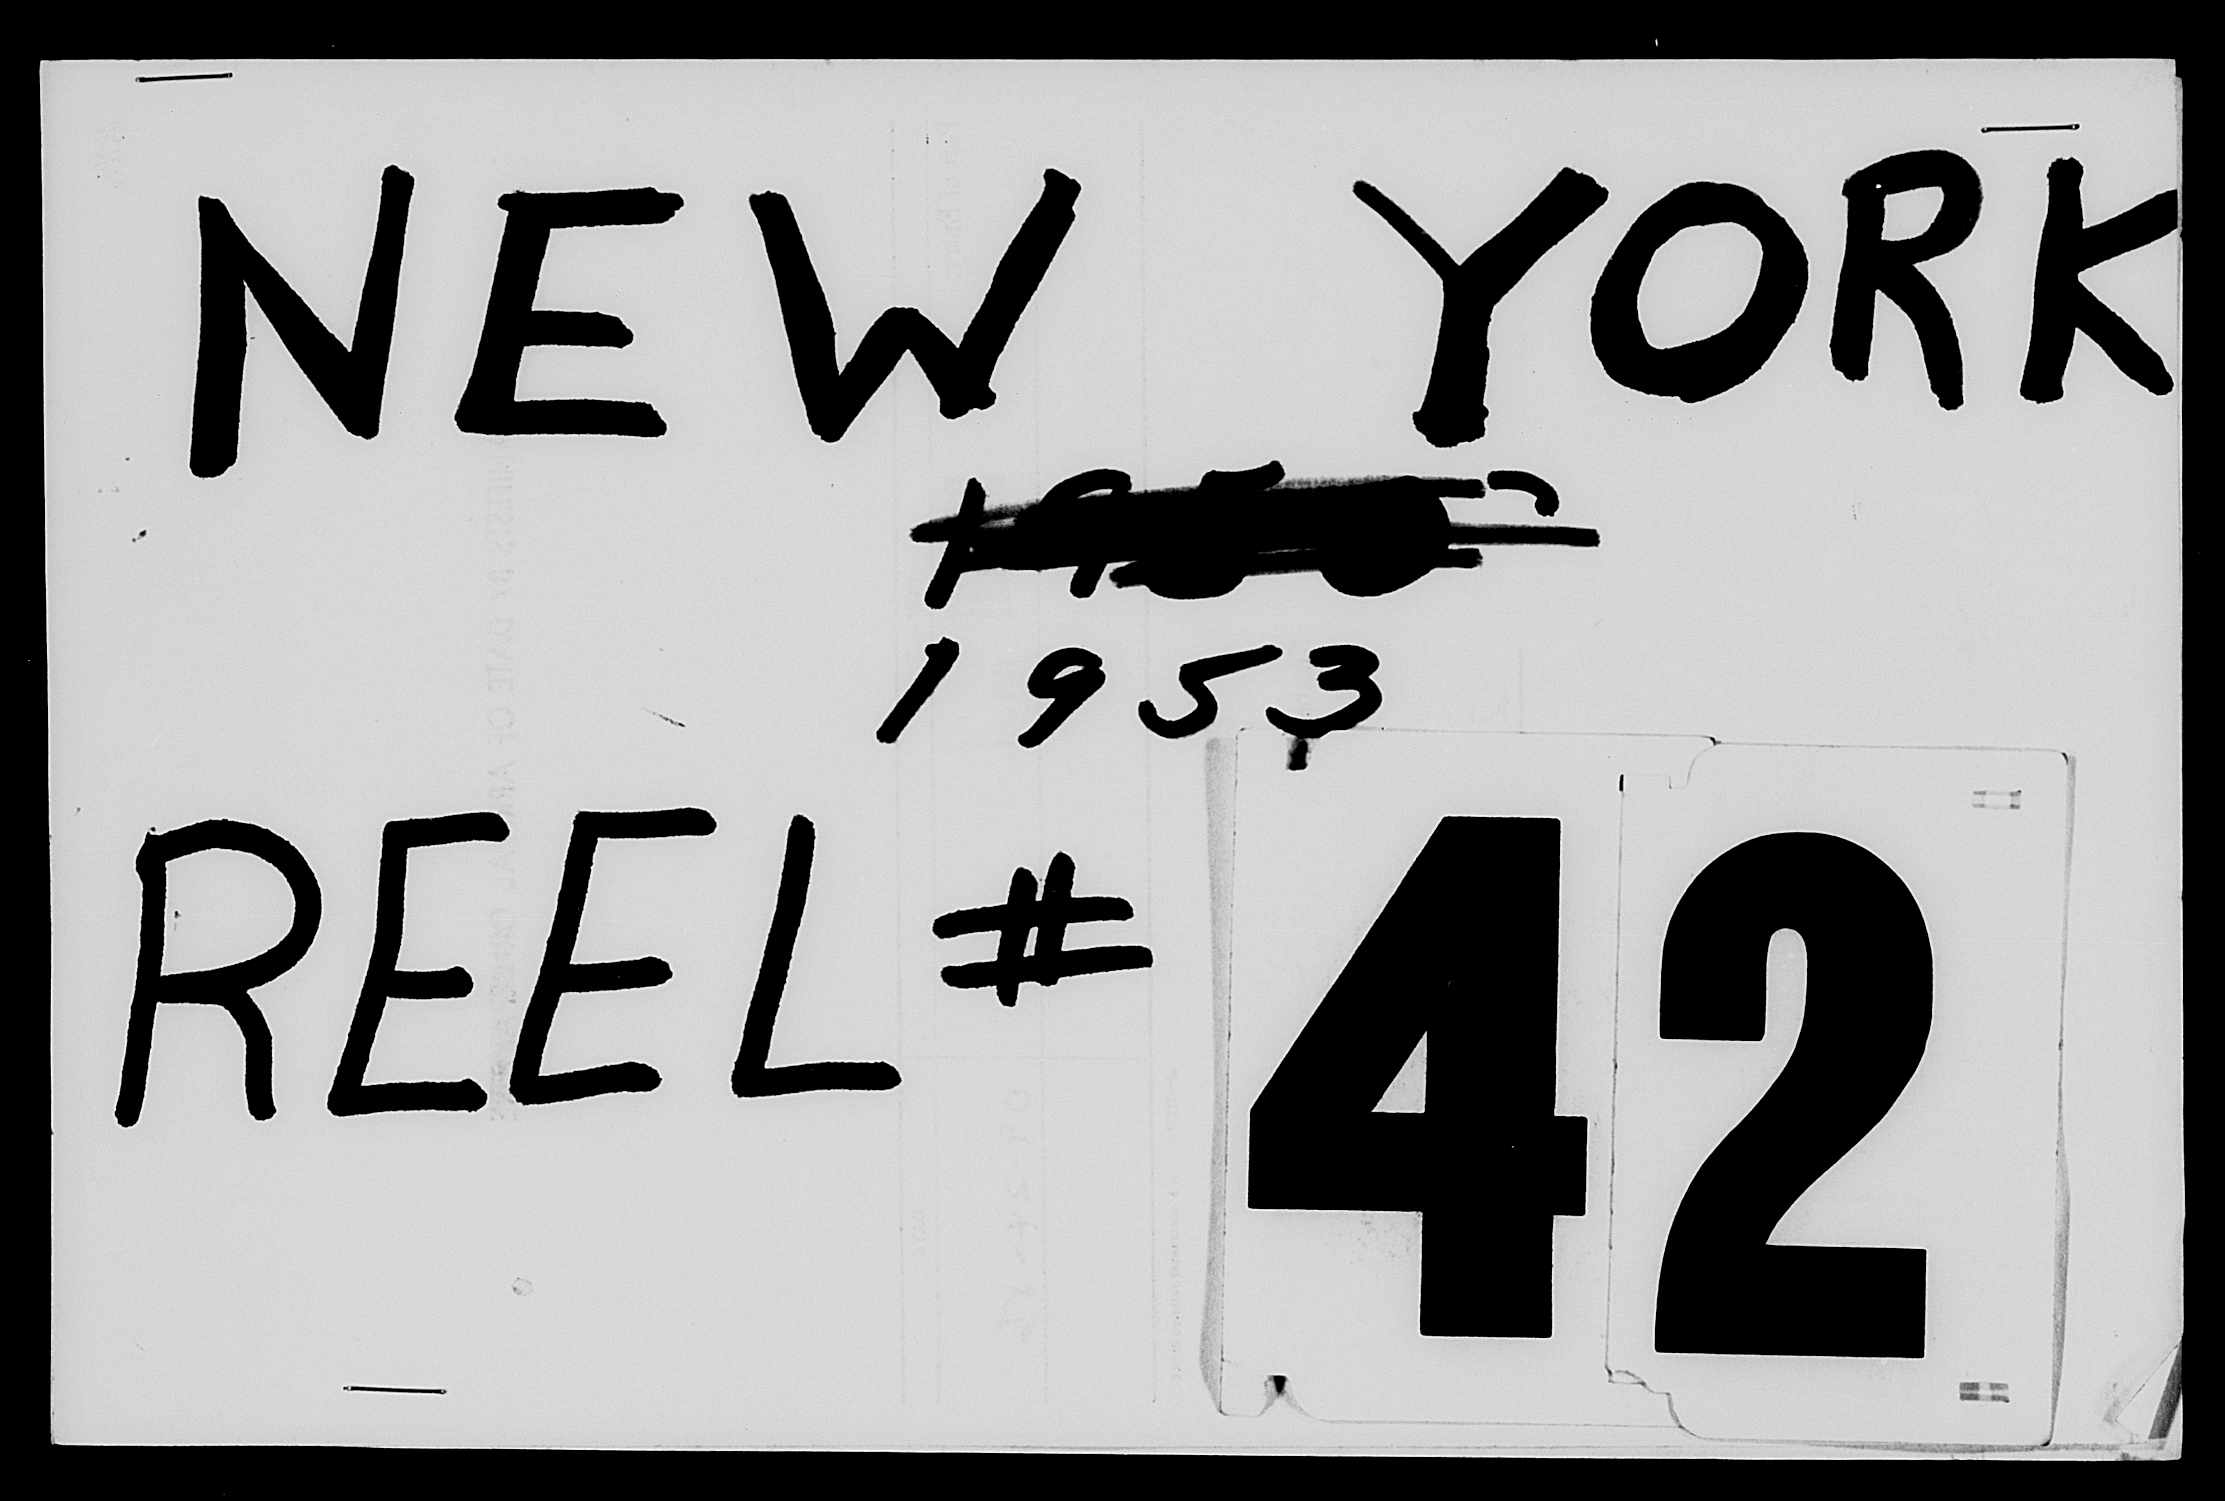 NEW YORK
1953
REEL # 42